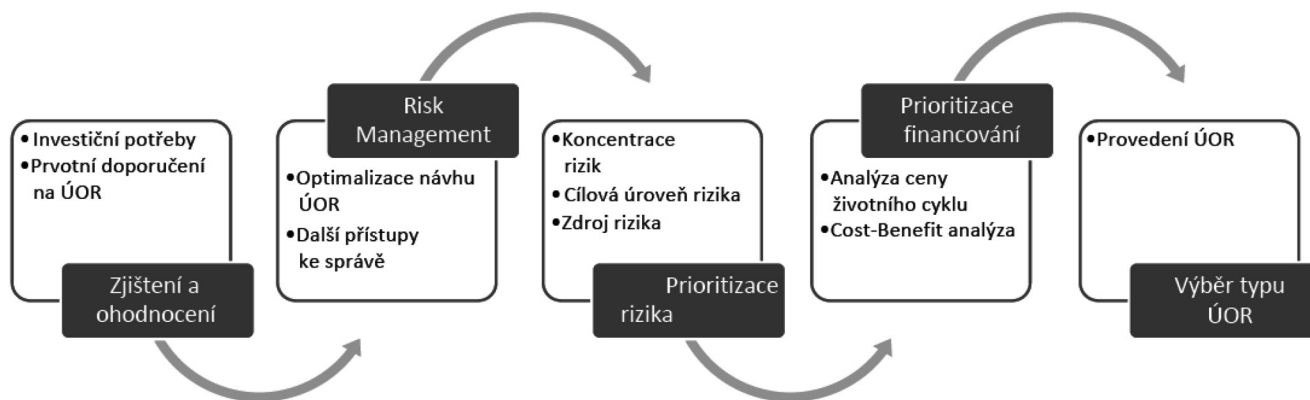 •Investiční potřeby
•Prvotní doporučení
na ÚOR
Zjištění a
ohodnocení
Risk
Management
•Optimalizace návhu
ÚOR
•Další přístupy
ke správě
•Koncentrace
rizik
•Cílová úroveň rizika
•Zdroj rizika
Prioritizace
rizika
Prioritizace
financování
•Analýza ceny
životního cyklu
•Cost-Benefit analýza
•Provedení ÚOR
Výběr typu
ÚOR